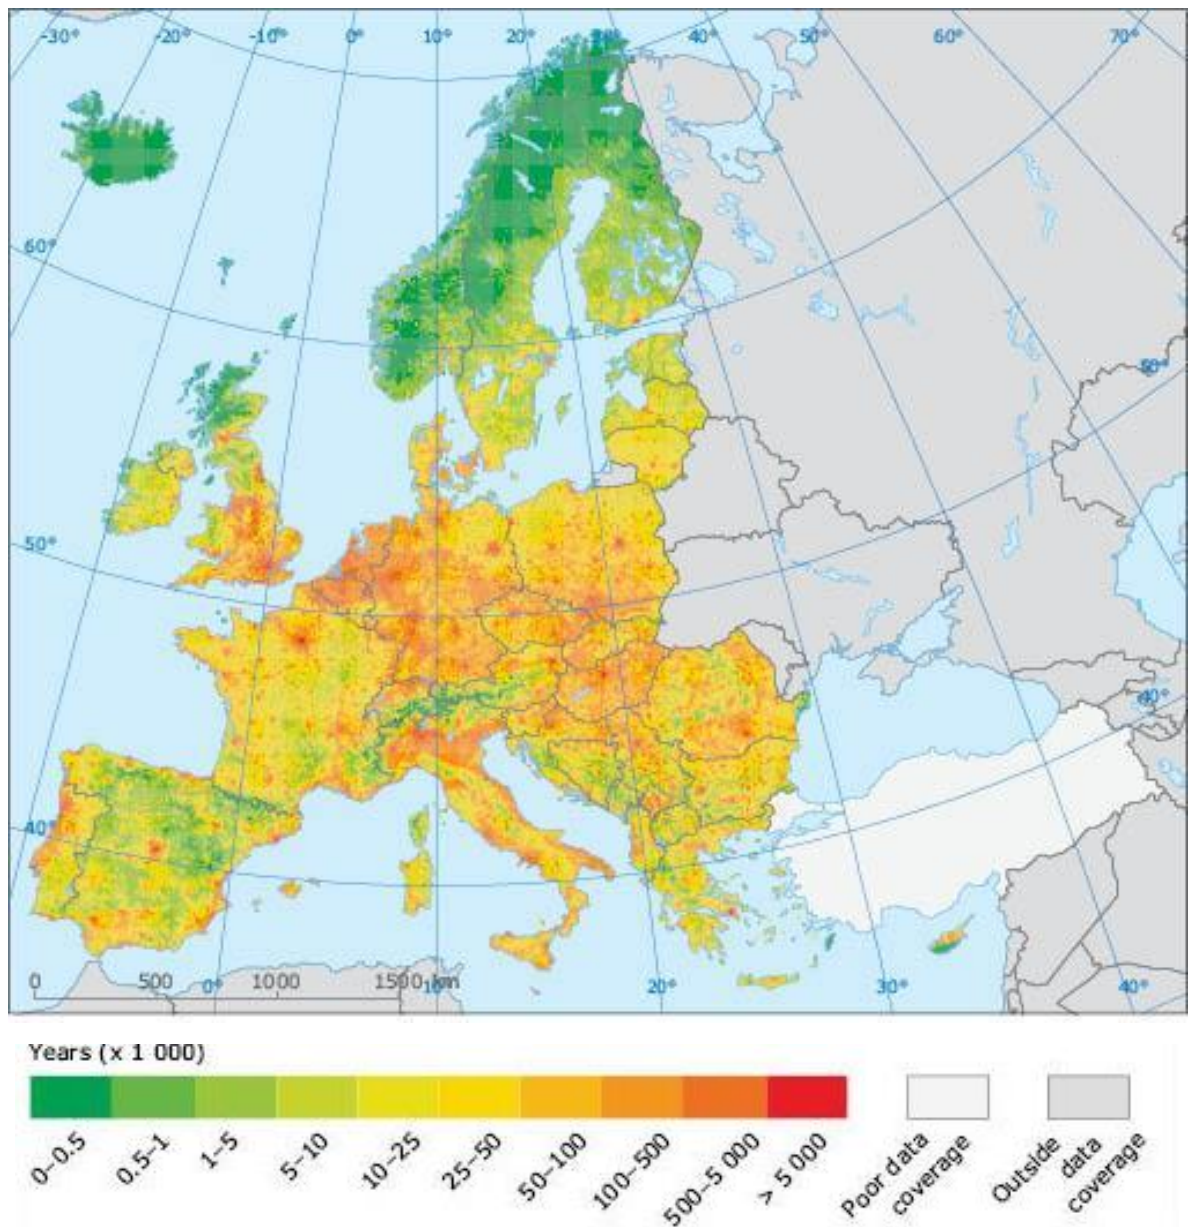 -30° -20° -10° 0° 10° 20° 30° 40° 50° 60° 70°
60°
50°
50°
40°
40°
0 500 1000 1500 km
0° 10° 20° 30° 40°
Years (x 1 000)
0–0.5
0.5–1
1–5
5–10
10–25
25–50
50–100
100–500
500–5 000
> 5 000
Poor data
coverage
Outside
data
coverage